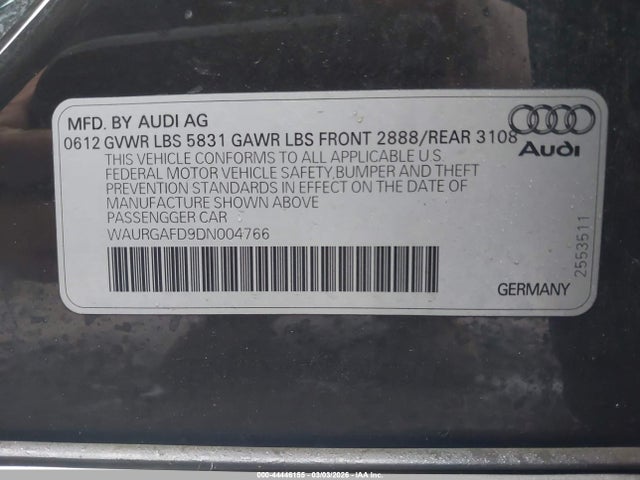 MFD. BY AUDI AG
0612 GVWR LBS 5831 GAWR LBS FRONT 2888/REAR 3108
THIS VEHICLE CONFORMS TO ALL APPLICABLE U S
FEDERAL MOTOR VEHICLE SAFETY,BUMPER AND THEFT
PREVENTION STANDARDS IN EFFECT ON THE DATE OF
MANUFACTURE SHOWN ABOVE
PASSENGGER CAR
WAURGAFD9DN004766
Audi
2553511
GERMANY
000-44446155 - 03/03/2026 - Copyright IAA, Inc.